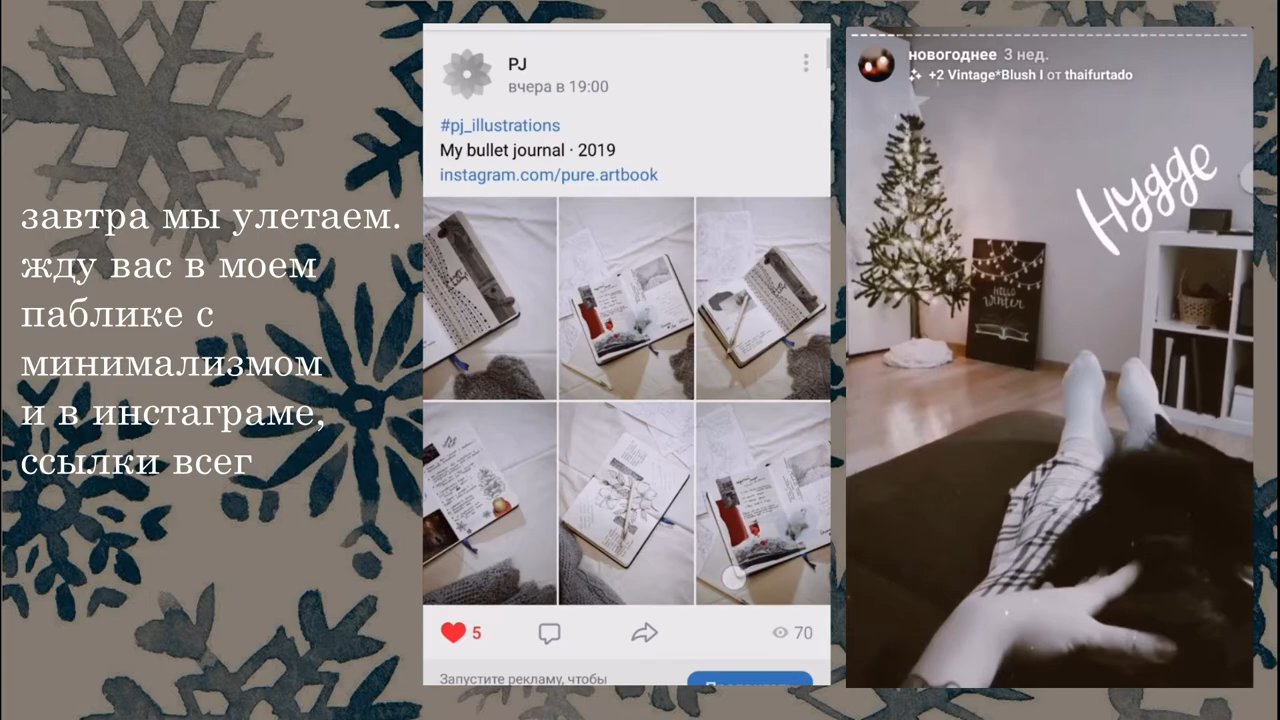 завтра мы улетаем.
жду вас в моем
паблике с
минимализмом
и в инстаграме,
ссылки всег
PJ
вчера в 19:00
#pj_illustrations
My bullet journal · 2019
instagram.com/pure.artbook
5
70
Запустите рекламу, чтобы
новогоднее 3 нед.
+2 Vintage*Blush I от thaifurtado
Hygge
HELLO
Winter